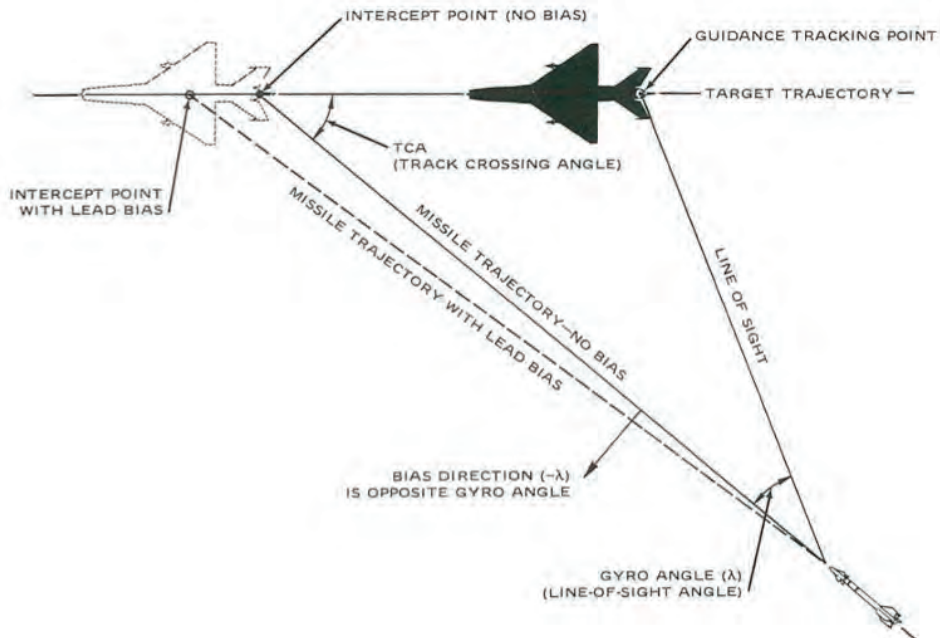 INTERCEPT POINT (NO BIAS)
GUIDANCE TRACKING POINT
TARGET TRAJECTORY
TCA
(TRACK CROSSING ANGLE)
INTERCEPT POINT
WITH LEAD BIAS
MISSILE TRAJECTORY—NO BIAS
MISSILE TRAJECTORY WITH LEAD BIAS
LINE OF SIGHT
BIAS DIRECTION (-λ)
IS OPPOSITE GYRO ANGLE
GYRO ANGLE (λ)
(LINE-OF-SIGHT ANGLE)